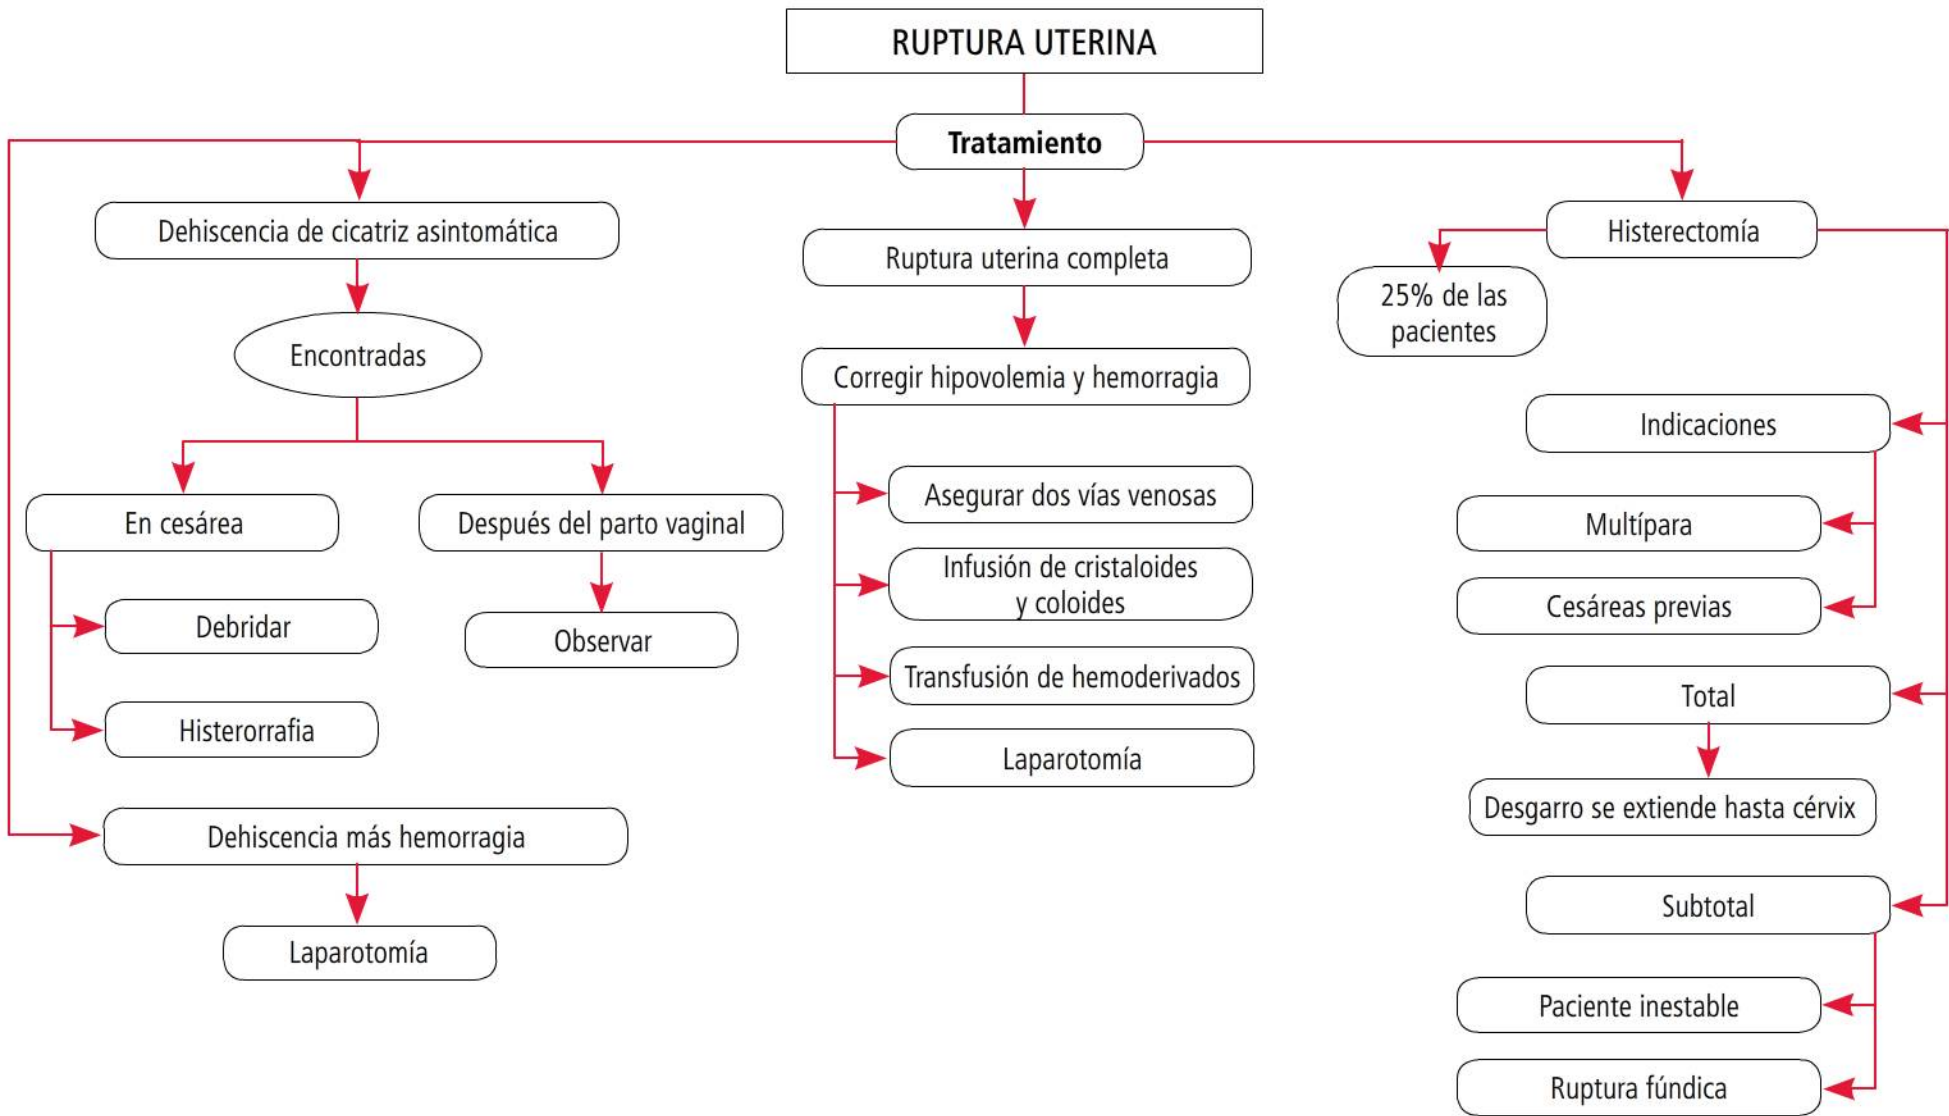 RUPTURA UTERINA
Tratamiento
Dehiscencia de cicatriz asintomática
Encontradas
En cesárea
Debridar
Histerorrafia
Después del parto vaginal
Observar
Dehiscencia más hemorragia
Laparotomía
Ruptura uterina completa
Corregir hipovolemia y hemorragia
Asegurar dos vías venosas
Infusión de cristaloides
y coloides
Transfusión de hemoderivados
Laparotomía
Histerectomía
25% de las
pacientes
Indicaciones
Multípara
Cesáreas previas
Total
Desgarro se extiende hasta cérvix
Subtotal
Paciente inestable
Ruptura fúndica